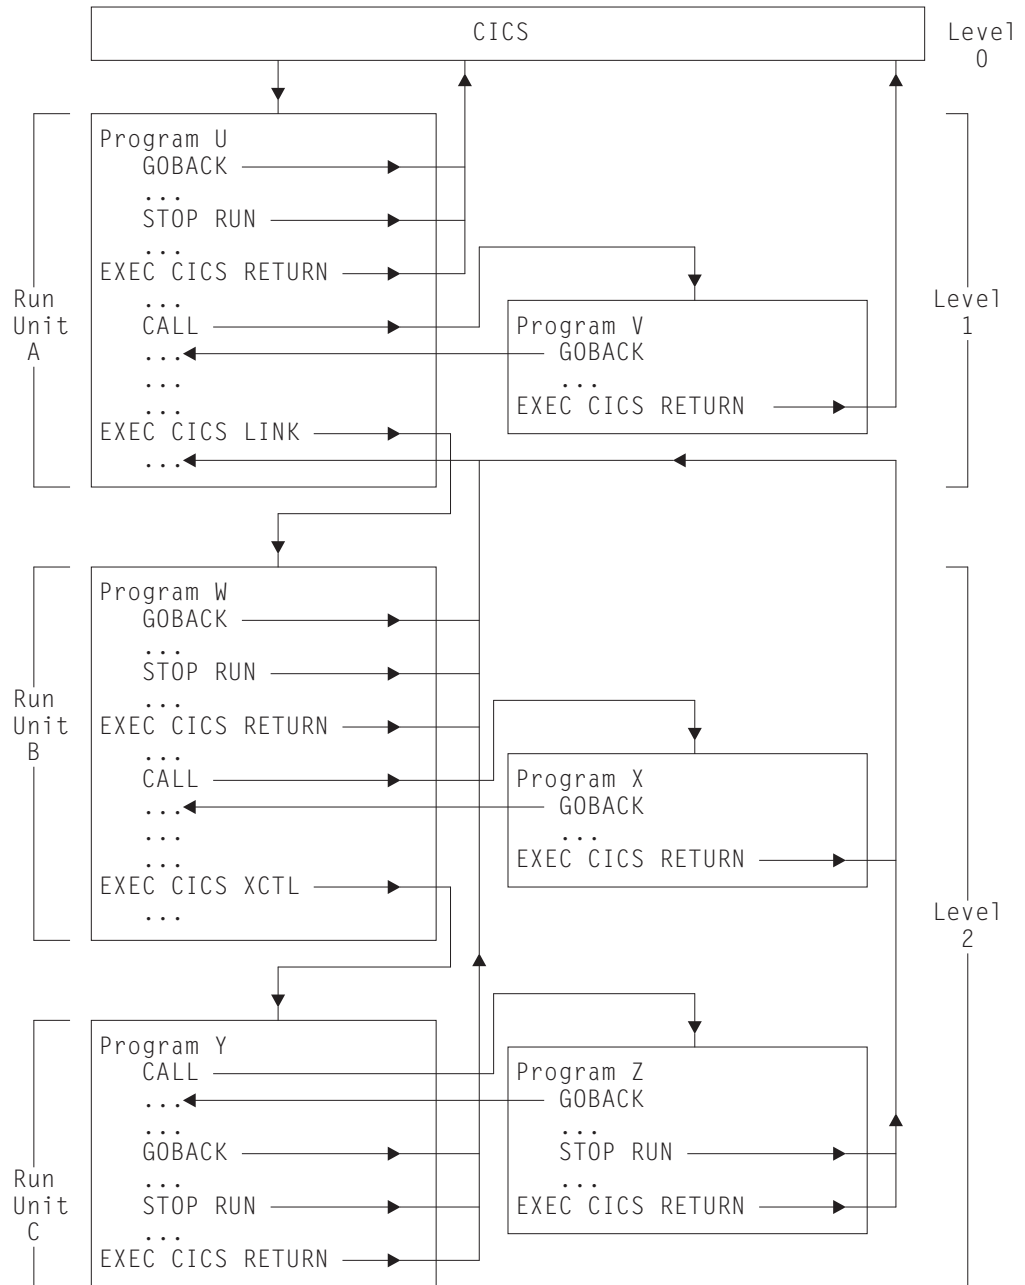 CICS
Level
0
Program U
GOBACK
...
STOP RUN
...
EXEC CICS RETURN
...
CALL
...
...
...
EXEC CICS LINK
...
Run
Unit
A
Program V
GOBACK
...
EXEC CICS RETURN
Level
1
Program W
GOBACK
...
STOP RUN
...
EXEC CICS RETURN
...
CALL
...
...
...
EXEC CICS XCTL
...
Run
Unit
B
Program X
GOBACK
...
EXEC CICS RETURN
Level
2
Program Y
CALL
...
...
GOBACK
...
STOP RUN
...
EXEC CICS RETURN
Run
Unit
C
Program Z
GOBACK
...
STOP RUN
...
EXEC CICS RETURN